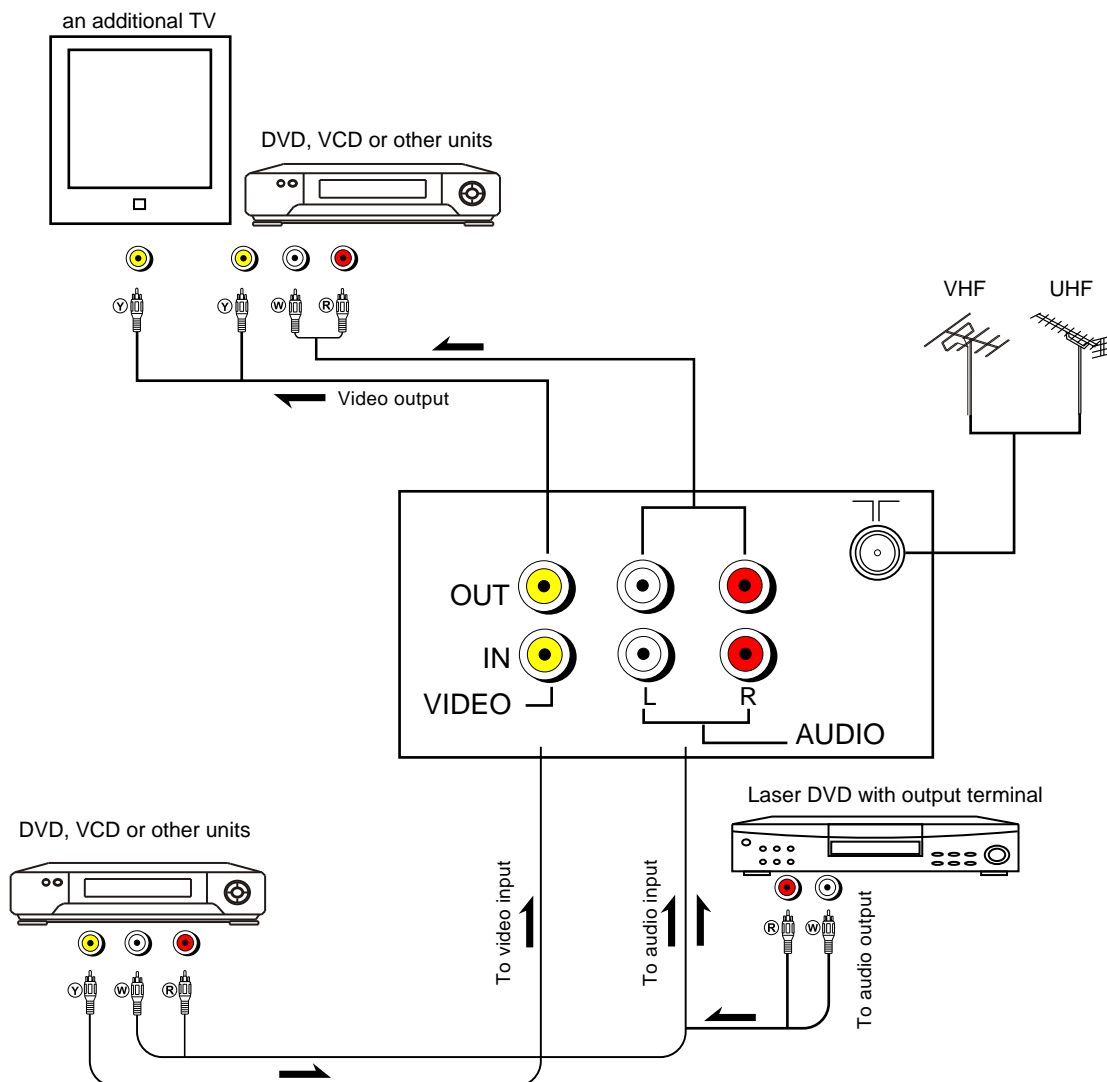 an additional TV
DVD, VCD or other units
Y
Y
W
R
VHF
UHF
Video output
OUT
IN
VIDEO
L
R
AUDIO
Laser DVD with output terminal
DVD, VCD or other units
To video input
To audio input
To audio output
R
W
Y
W
R